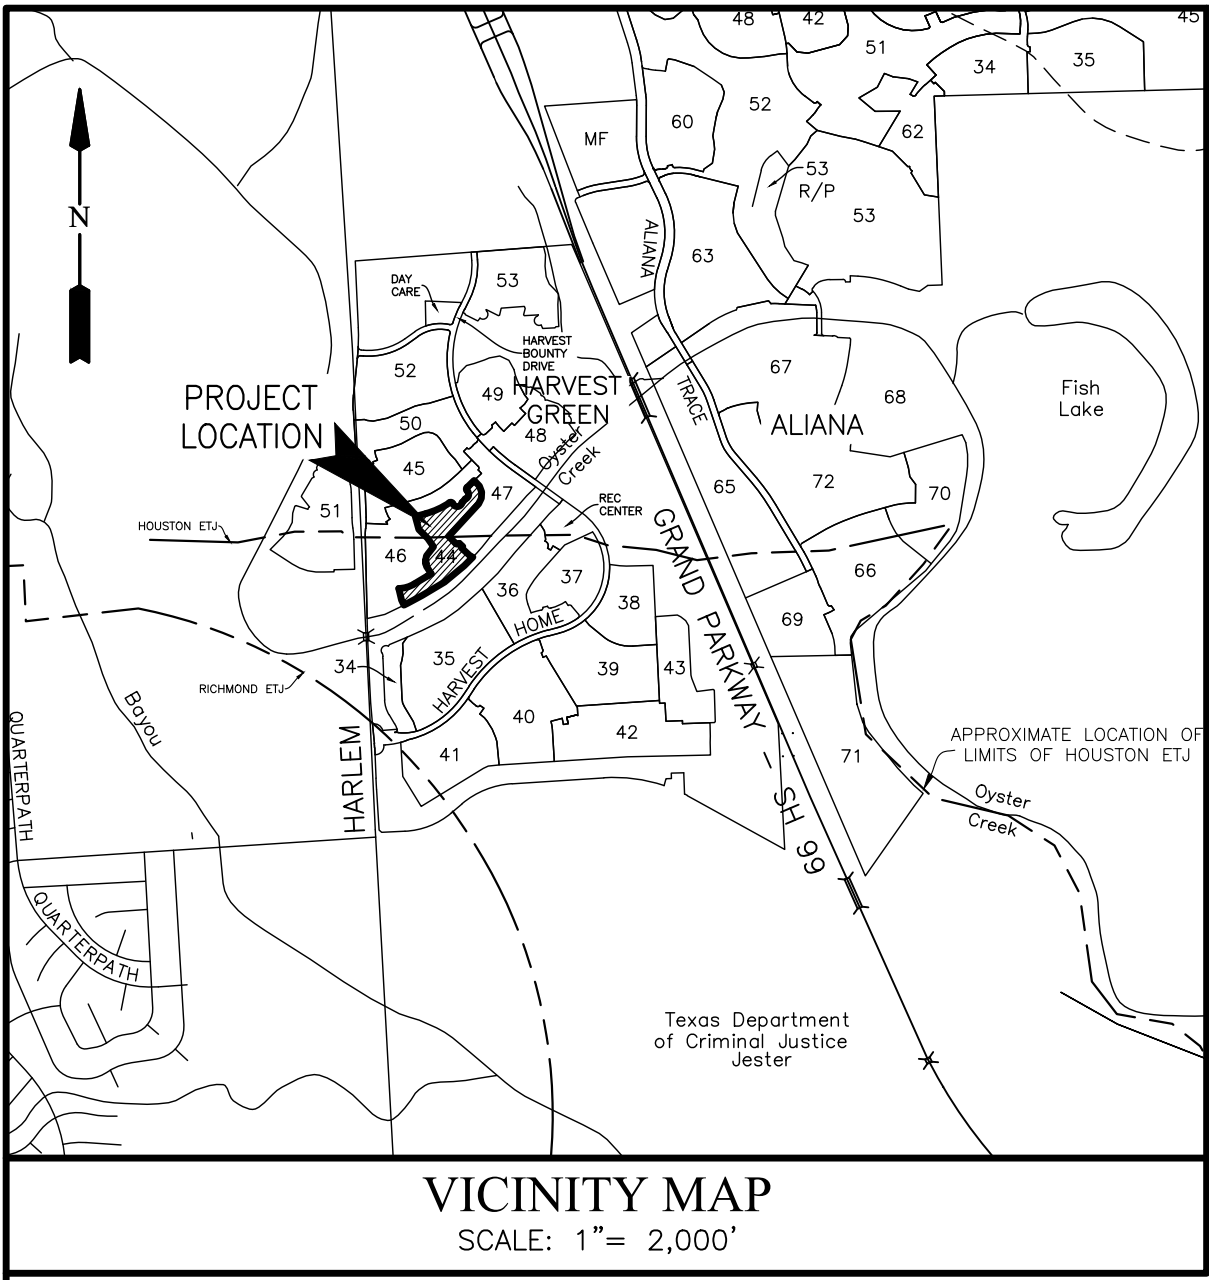 48
42
45
51
34
35
52
60
62
MF
53
R/P
53
N
ALIANA
63
DAY
CARE
53
HARVEST
BOUNTY
DRIVE
52
67
Fish
Lake
PROJECT
LOCATION
49
HARVEST
GREEN
TRACE
68
ALIANA
50
48
Oyster
Creek
45
47
65
72
70
51
REC
CENTER
HOUSTON ETJ
46
44
GRAND PARKWAY - SH 99
36
37
66
38
HOME
69
34
35
HARVEST
39
43
RICHMOND ETJ
Bayou
40
42
41
QUARTERPATH
HARLEM
71
APPROXIMATE LOCATION OF
LIMITS OF HOUSTON ETJ
Oyster
Creek
QUARTERPATH
Texas Department
of Criminal Justice
Jester
VICINITY MAP
SCALE: 1"= 2,000'